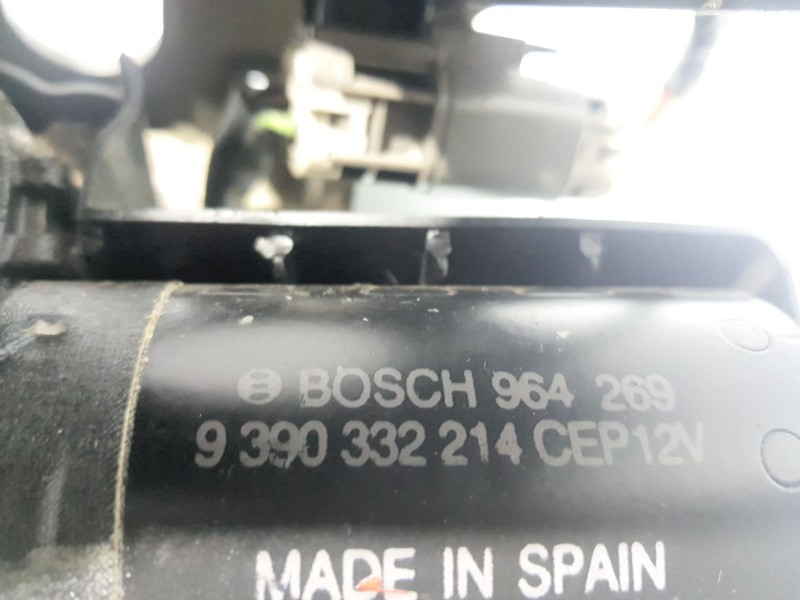 BOSCH 964 269
9 390 332 214 CEP12V
MADE IN SPAIN